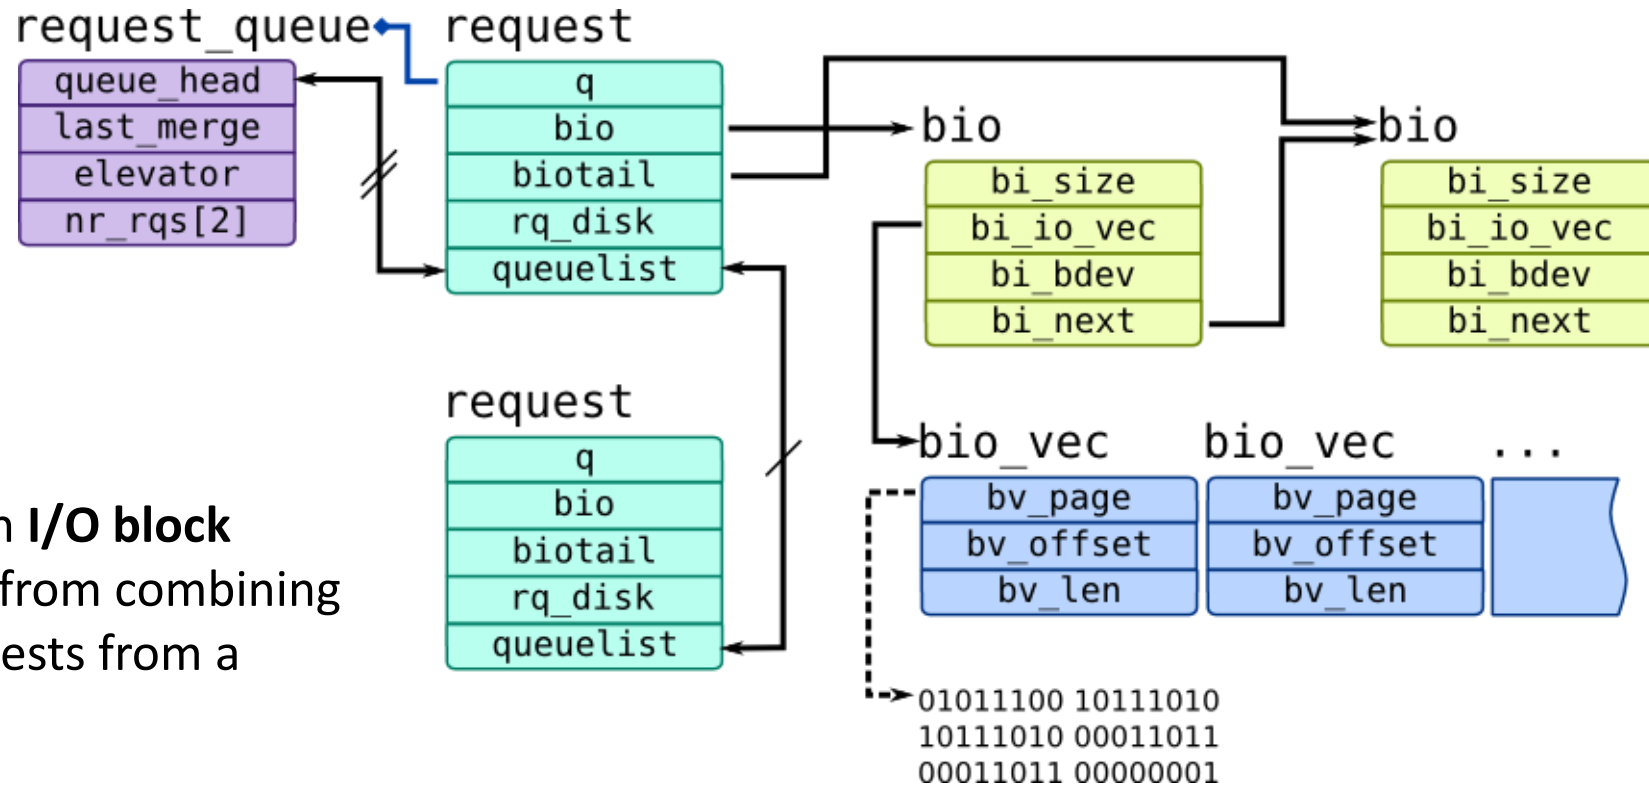 request_queue
queue_head
last_merge
elevator
nr_rqs[2]
request
q
bio
biotail
rq_disk
queuelist
bio
bi_size
bi_io_vec
bi_bdev
bi_next
bio
bi_size
bi_io_vec
bi_bdev
bi_next
request
q
bio
biotail
rq_disk
queuelist
bio_vec
bv_page
bv_offset
bv_len
bio_vec
bv_page
bv_offset
bv_len
...
I/O block
from combining
ests from a
01011100 10111010
10111010 00011011
00011011 00000001